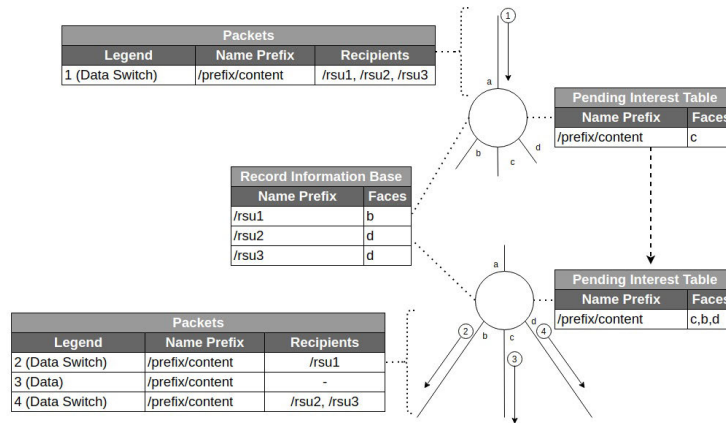 Packets
Legend Name Prefix Recipients
1 (Data Switch) /prefix/content /rsu1, /rsu2, /rsu3
1
a
b
c
d
Pending Interest Table
Name Prefix Faces
/prefix/content c
Record Information Base
Name Prefix Faces
/rsu1 b
/rsu2 d
/rsu3 d
a
b
c
d
2
3
4
Pending Interest Table
Name Prefix Faces
/prefix/content c,b,d
Packets
Legend Name Prefix Recipients
2 (Data Switch) /prefix/content /rsu1
3 (Data) /prefix/content -
4 (Data Switch) /prefix/content /rsu2, /rsu3